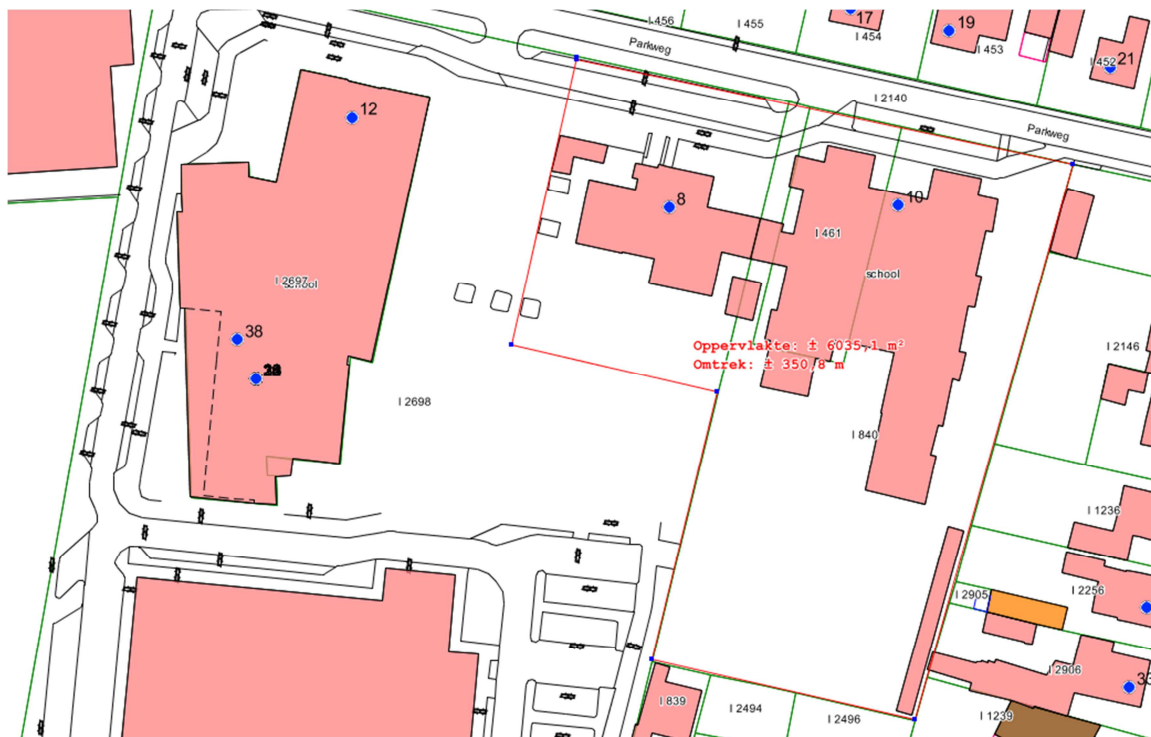 I 456
I 455
17
I 454
19
I 453
I 452
21
Parkweg
I 2140
Parkweg
12
8
10
I 461
school
I 2697
school
Oppervlakte: ± 6035,1 m²
Omtrek: ± 350,8 m
38
I 2698
I 2146
I 840
I 1236
I 2905
I 2256
I 2906
33
I 839
I 2494
I 2496
I 1239